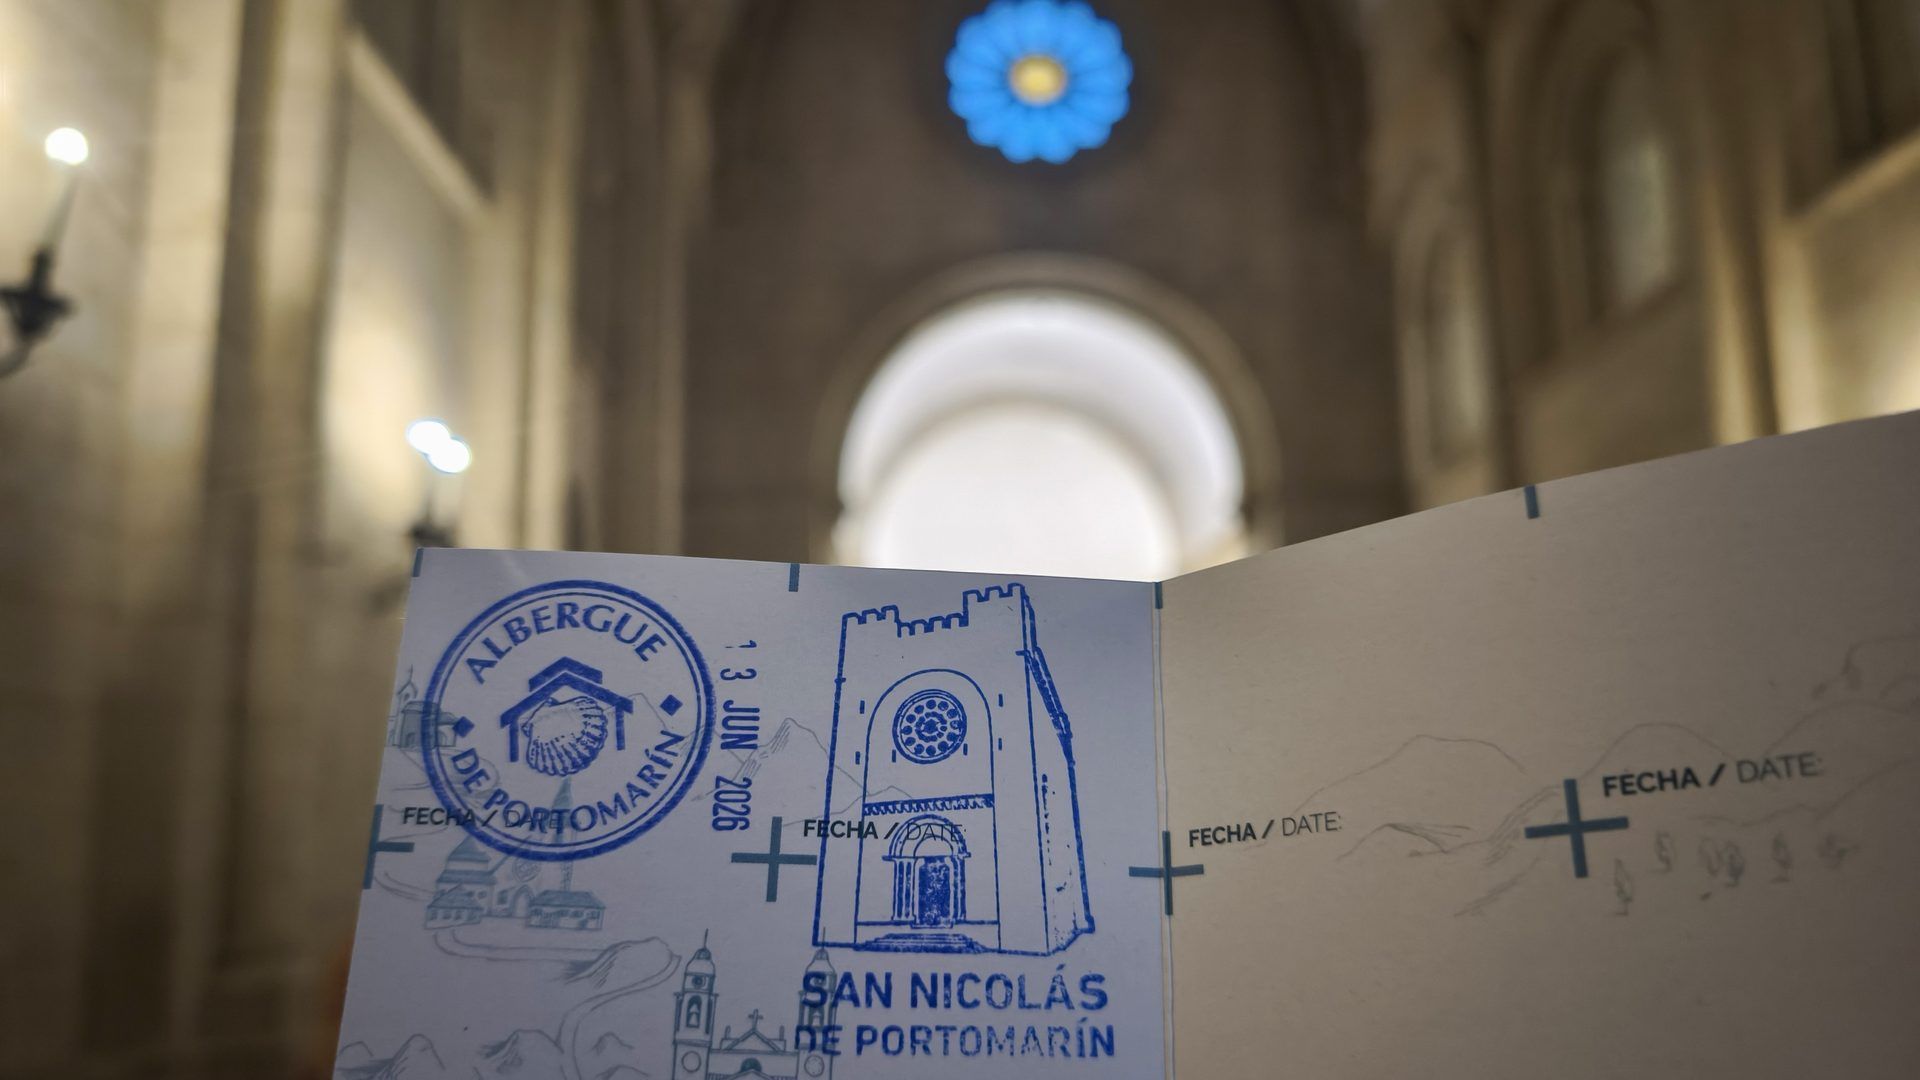 ALBERGUE
DE PORTOMARÍN
13 JUN 2026
FECHA / DATE:
FECHA / DATE:
SAN NICOLÁS
DE PORTOMARÍN
FECHA / DATE:
FECHA / DATE: